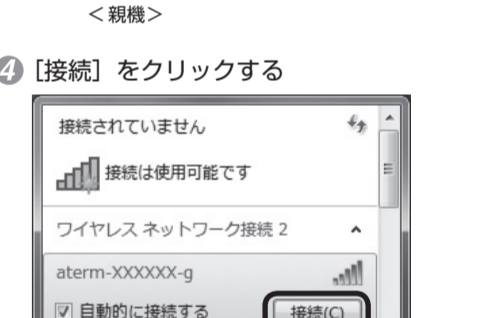 ＜親機＞
4 ［接続］をクリックする
接続されていません
接続は使用可能です
ワイヤレス ネットワーク接続 2
aterm-XXXXXX-g
自動的に接続する
接続(C)